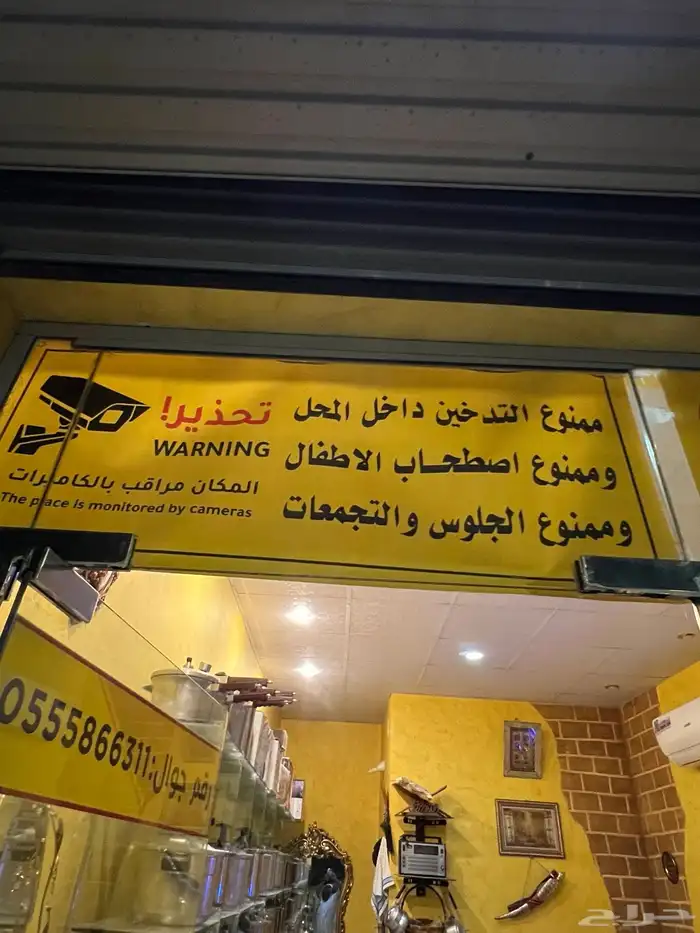 ممنوع التدخين داخل المحل
وممنوع اصطحاب الاطفال
وممنوع الجلوس والتجمعات
تحذير!
WARNING
المكان مراقب بالكاميرات
The place is monitored by cameras
رقم جوال:0555866311
حراج